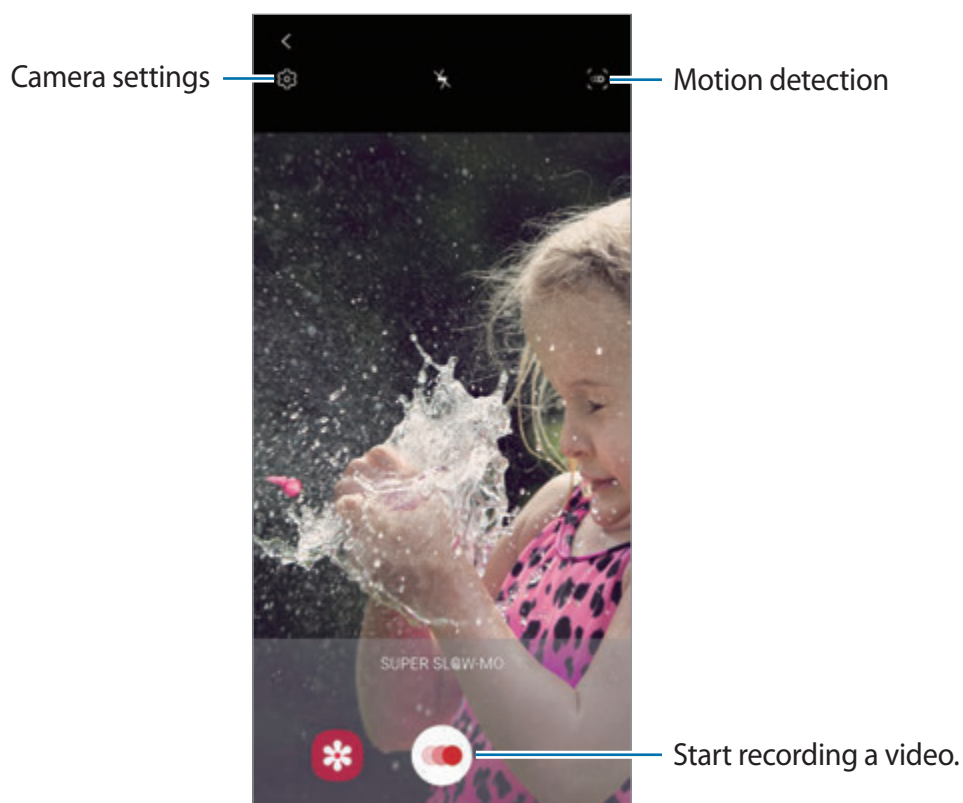 Camera settings
Motion detection
SUPER SLOW-MO
Start recording a video.